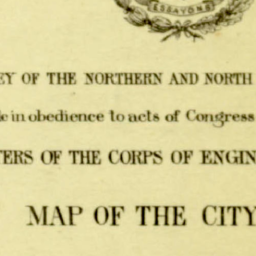 ESSAYONS
EY OF THE NORTHERN AND NORTH
e in obedience to acts of Congress
TERS OF THE CORPS OF ENGIN
MAP OF THE CITY